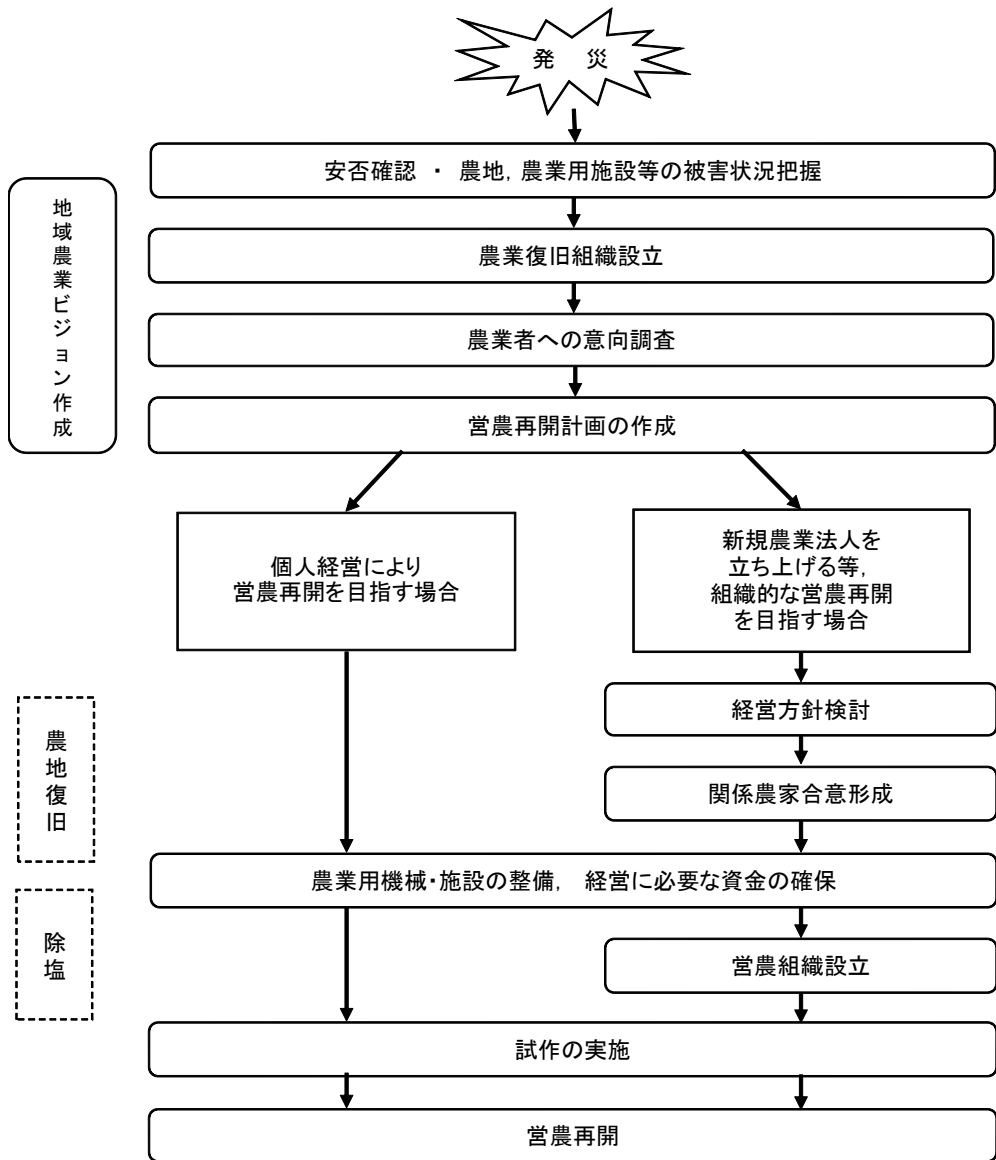 発 災
安否確認 ・ 農地, 農業用施設等の被害状況把握
地域農業ビジョン作成
農業復旧組織設立
農業者への意向調査
営農再開計画の作成
個人経営により
営農再開を目指す場合
新規農業法人を
立ち上げる等,
組織的な営農再開
を目指す場合
経営方針検討
農地復旧
関係農家合意形成
農業用機械・施設の整備, 経営に必要な資金の確保
除塩
営農組織設立
試作の実施
営農再開